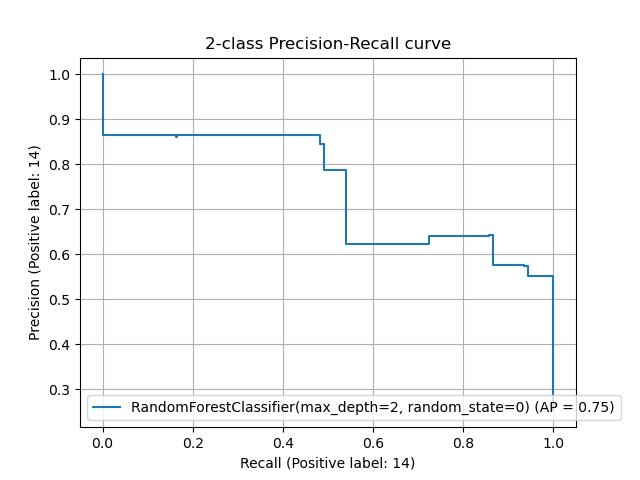 2-class Precision-Recall curve
Precision (Positive label: 14)
1.0
0.9
0.8
0.7
0.6
0.5
0.4
0.3
RandomForestClassifier(max_depth=2, random_state=0) (AP = 0.75)
0.0 0.2 0.4 0.6 0.8 1.0
Recall (Positive label: 14)